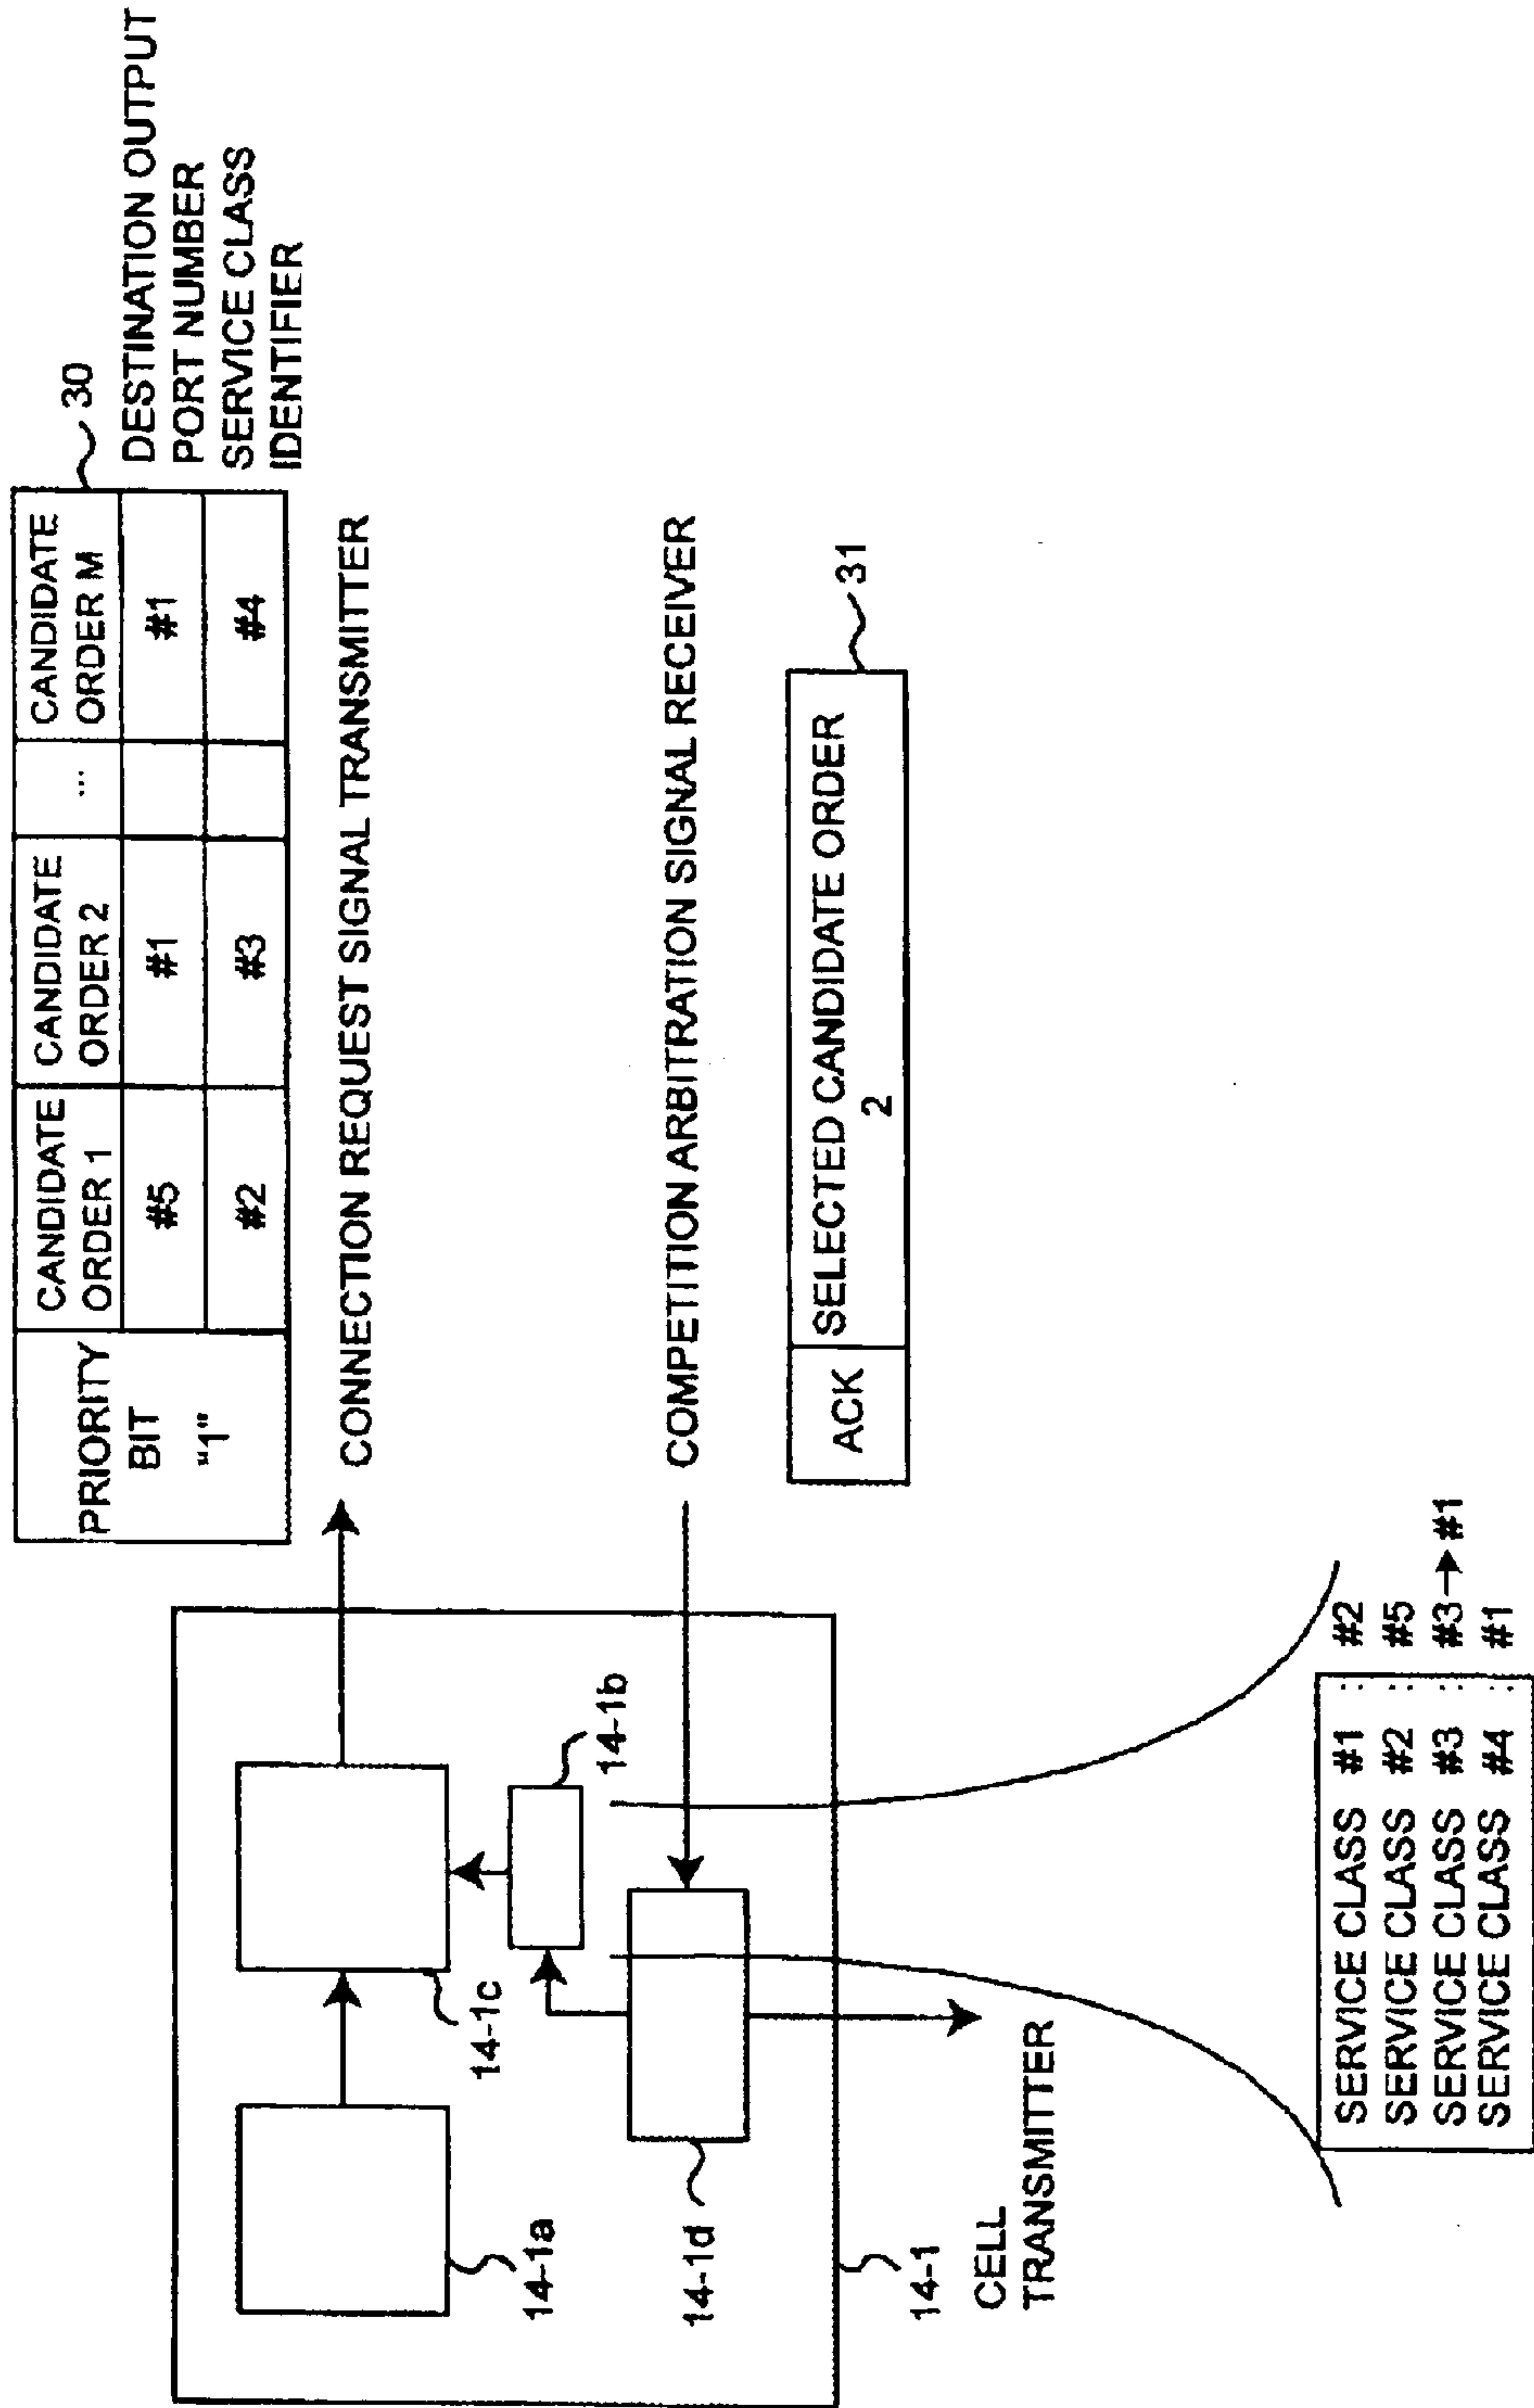 PRIORITY
BIT
"1"
CANDIDATE
ORDER 1
CANDIDATE
ORDER 2
...
CANDIDATE
ORDER M
30
#5
#1
#1
DESTINATION OUTPUT
PORT NUMBER
#2
#3
#4
SERVICE CLASS
IDENTIFIER
CONNECTION REQUEST SIGNAL TRANSMITTER
14-1a
14-1c
14-1b
COMPETITION ARBITRATION SIGNAL RECEIVER
14-1d
ACK
SELECTED CANDIDATE ORDER
2
31
14-1
CELL
TRANSMITTER
SERVICE CLASS #1 : #2
SERVICE CLASS #2 : #5
SERVICE CLASS #3 : #3→#1
SERVICE CLASS #4 : #1